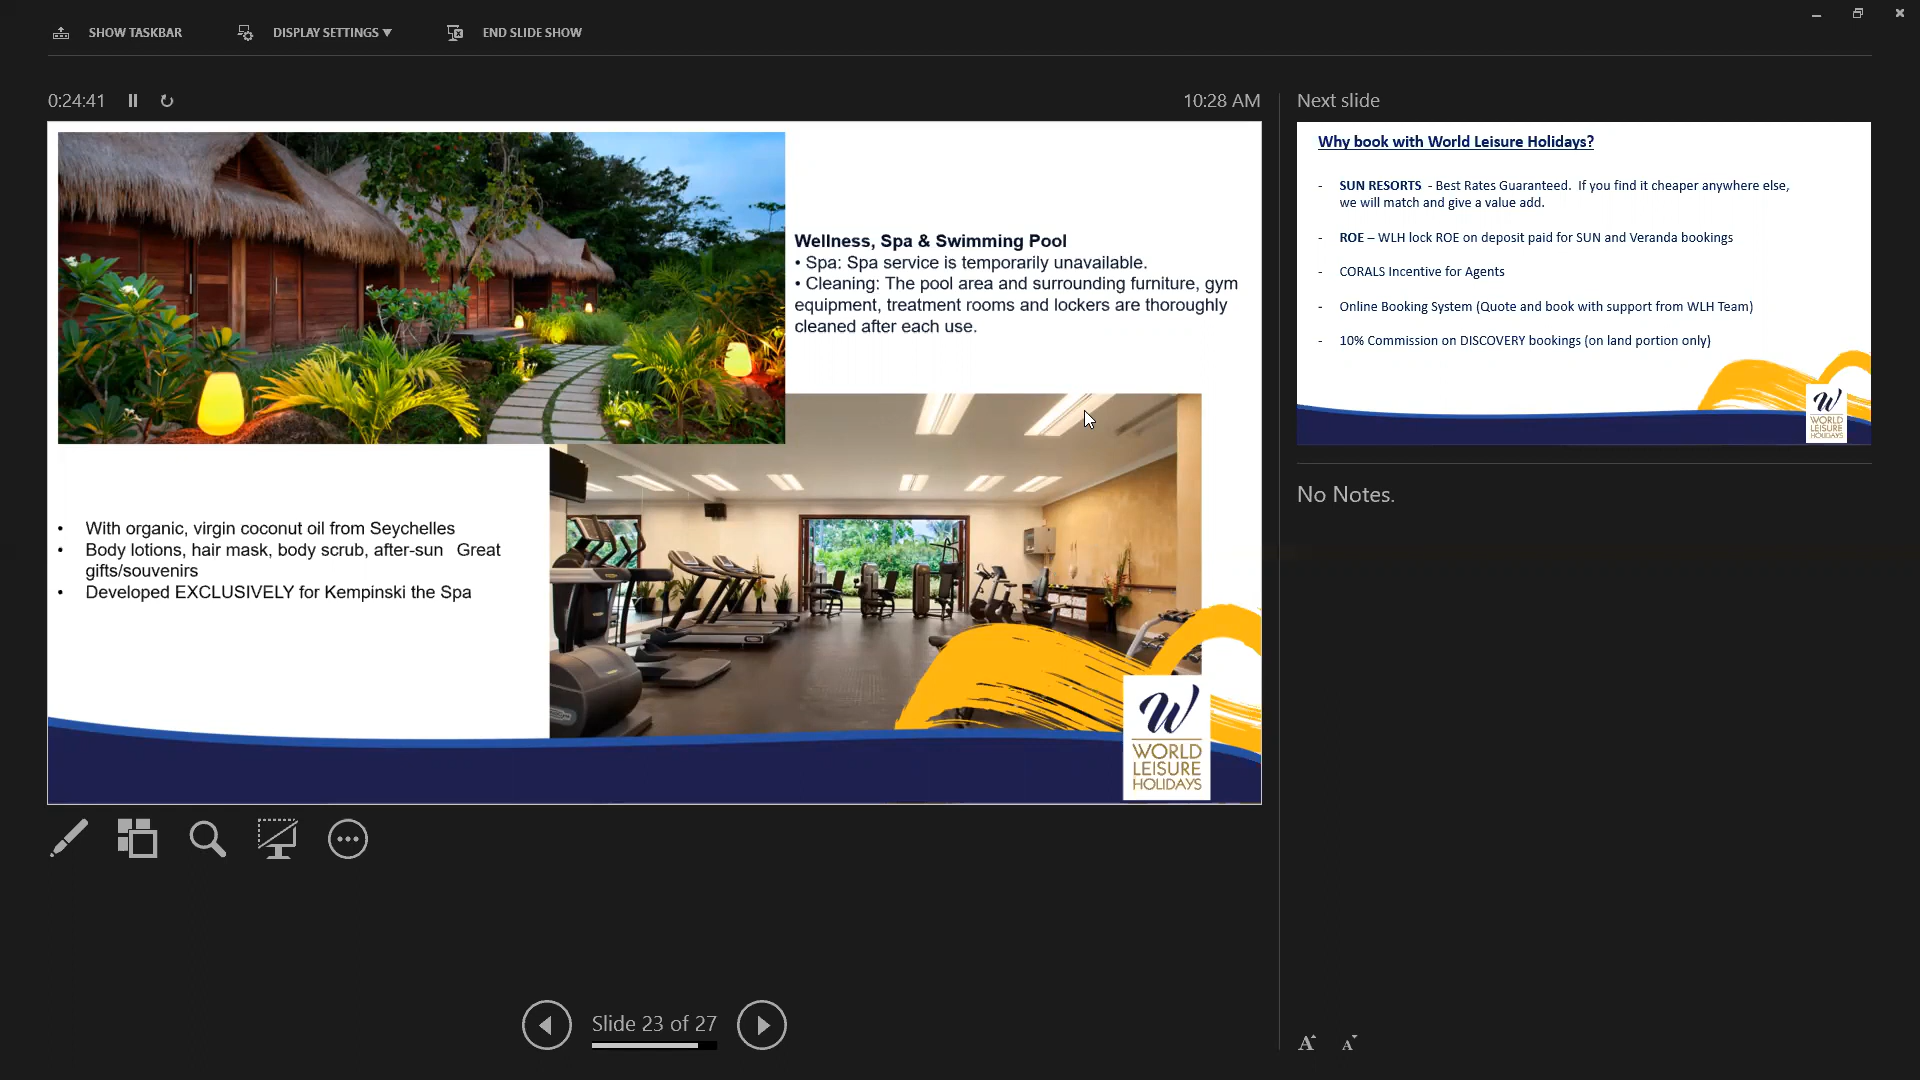 SHOW TASKBAR
DISPLAY SETTINGS ▼
END SLIDE SHOW
0:24:41
10:28 AM
Wellness, Spa & Swimming Pool
• Spa: Spa service is temporarily unavailable.
• Cleaning: The pool area and surrounding furniture, gym
equipment, treatment rooms and lockers are thoroughly
cleaned after each use.
• With organic, virgin coconut oil from Seychelles
• Body lotions, hair mask, body scrub, after-sun Great
gifts/souvenirs
• Developed EXCLUSIVELY for Kempinski the Spa
W
WORLD
LEISURE
HOLIDAYS
Slide 23 of 27
Next slide
Why book with World Leisure Holidays?
- SUN RESORTS - Best Rates Guaranteed. If you find it cheaper anywhere else,
we will match and give a value add.
- ROE – WLH lock ROE on deposit paid for SUN and Veranda bookings
- CORALS Incentive for Agents
- Online Booking System (Quote and book with support from WLH Team)
- 10% Commission on DISCOVERY bookings (on land portion only)
W
WORLD
LEISURE
HOLIDAYS
No Notes.
A A